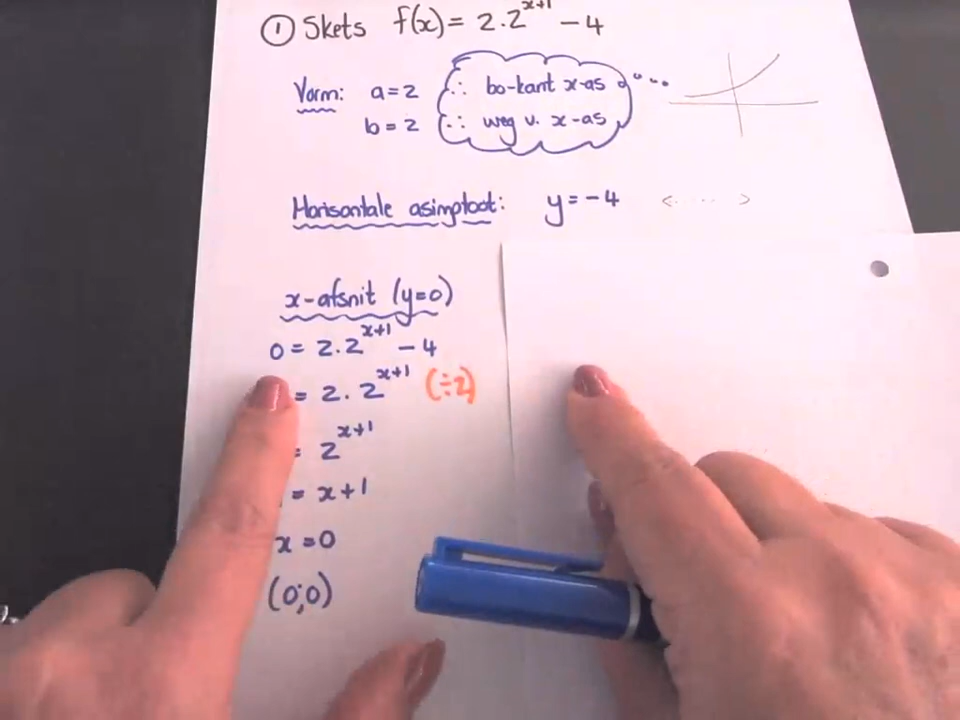 ① Skets f(x) = 2.2^(x+1) − 4
Vorm: a = 2 ∴ bo-kant x-as
b = 2 ∴ weg v. x-as
Horisontale asimptoot: y = −4 <- ·· ->
x-afsnit (y=0)
0 = 2.2^(x+1) − 4
= 2.2^(x+1) (÷2)
= 2^(x+1)
= x+1
x = 0
(0;0)